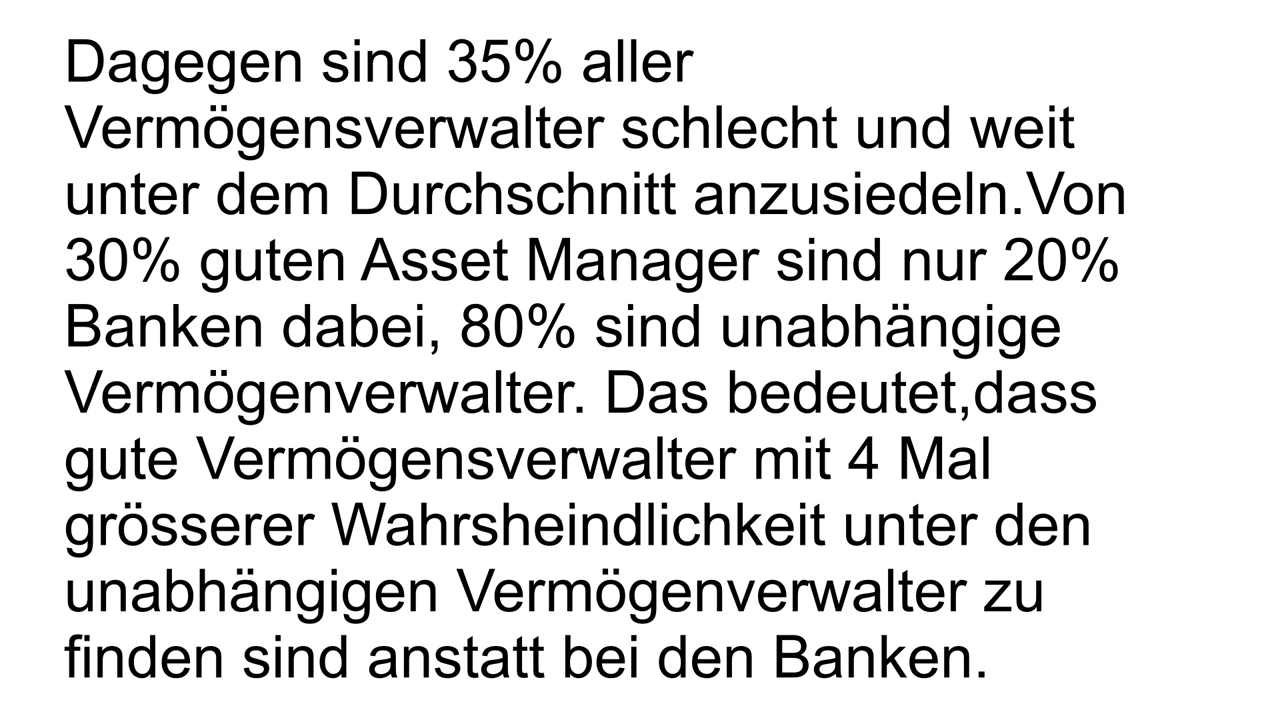 Dagegen sind 35% aller
Vermögensverwalter schlecht und weit
unter dem Durchschnitt anzusiedeln.Von
30% guten Asset Manager sind nur 20%
Banken dabei, 80% sind unabhängige
Vermögenverwalter. Das bedeutet,dass
gute Vermögensverwalter mit 4 Mal
grösserer Wahrsheindlichkeit unter den
unabhängigen Vermögenverwalter zu
finden sind anstatt bei den Banken.